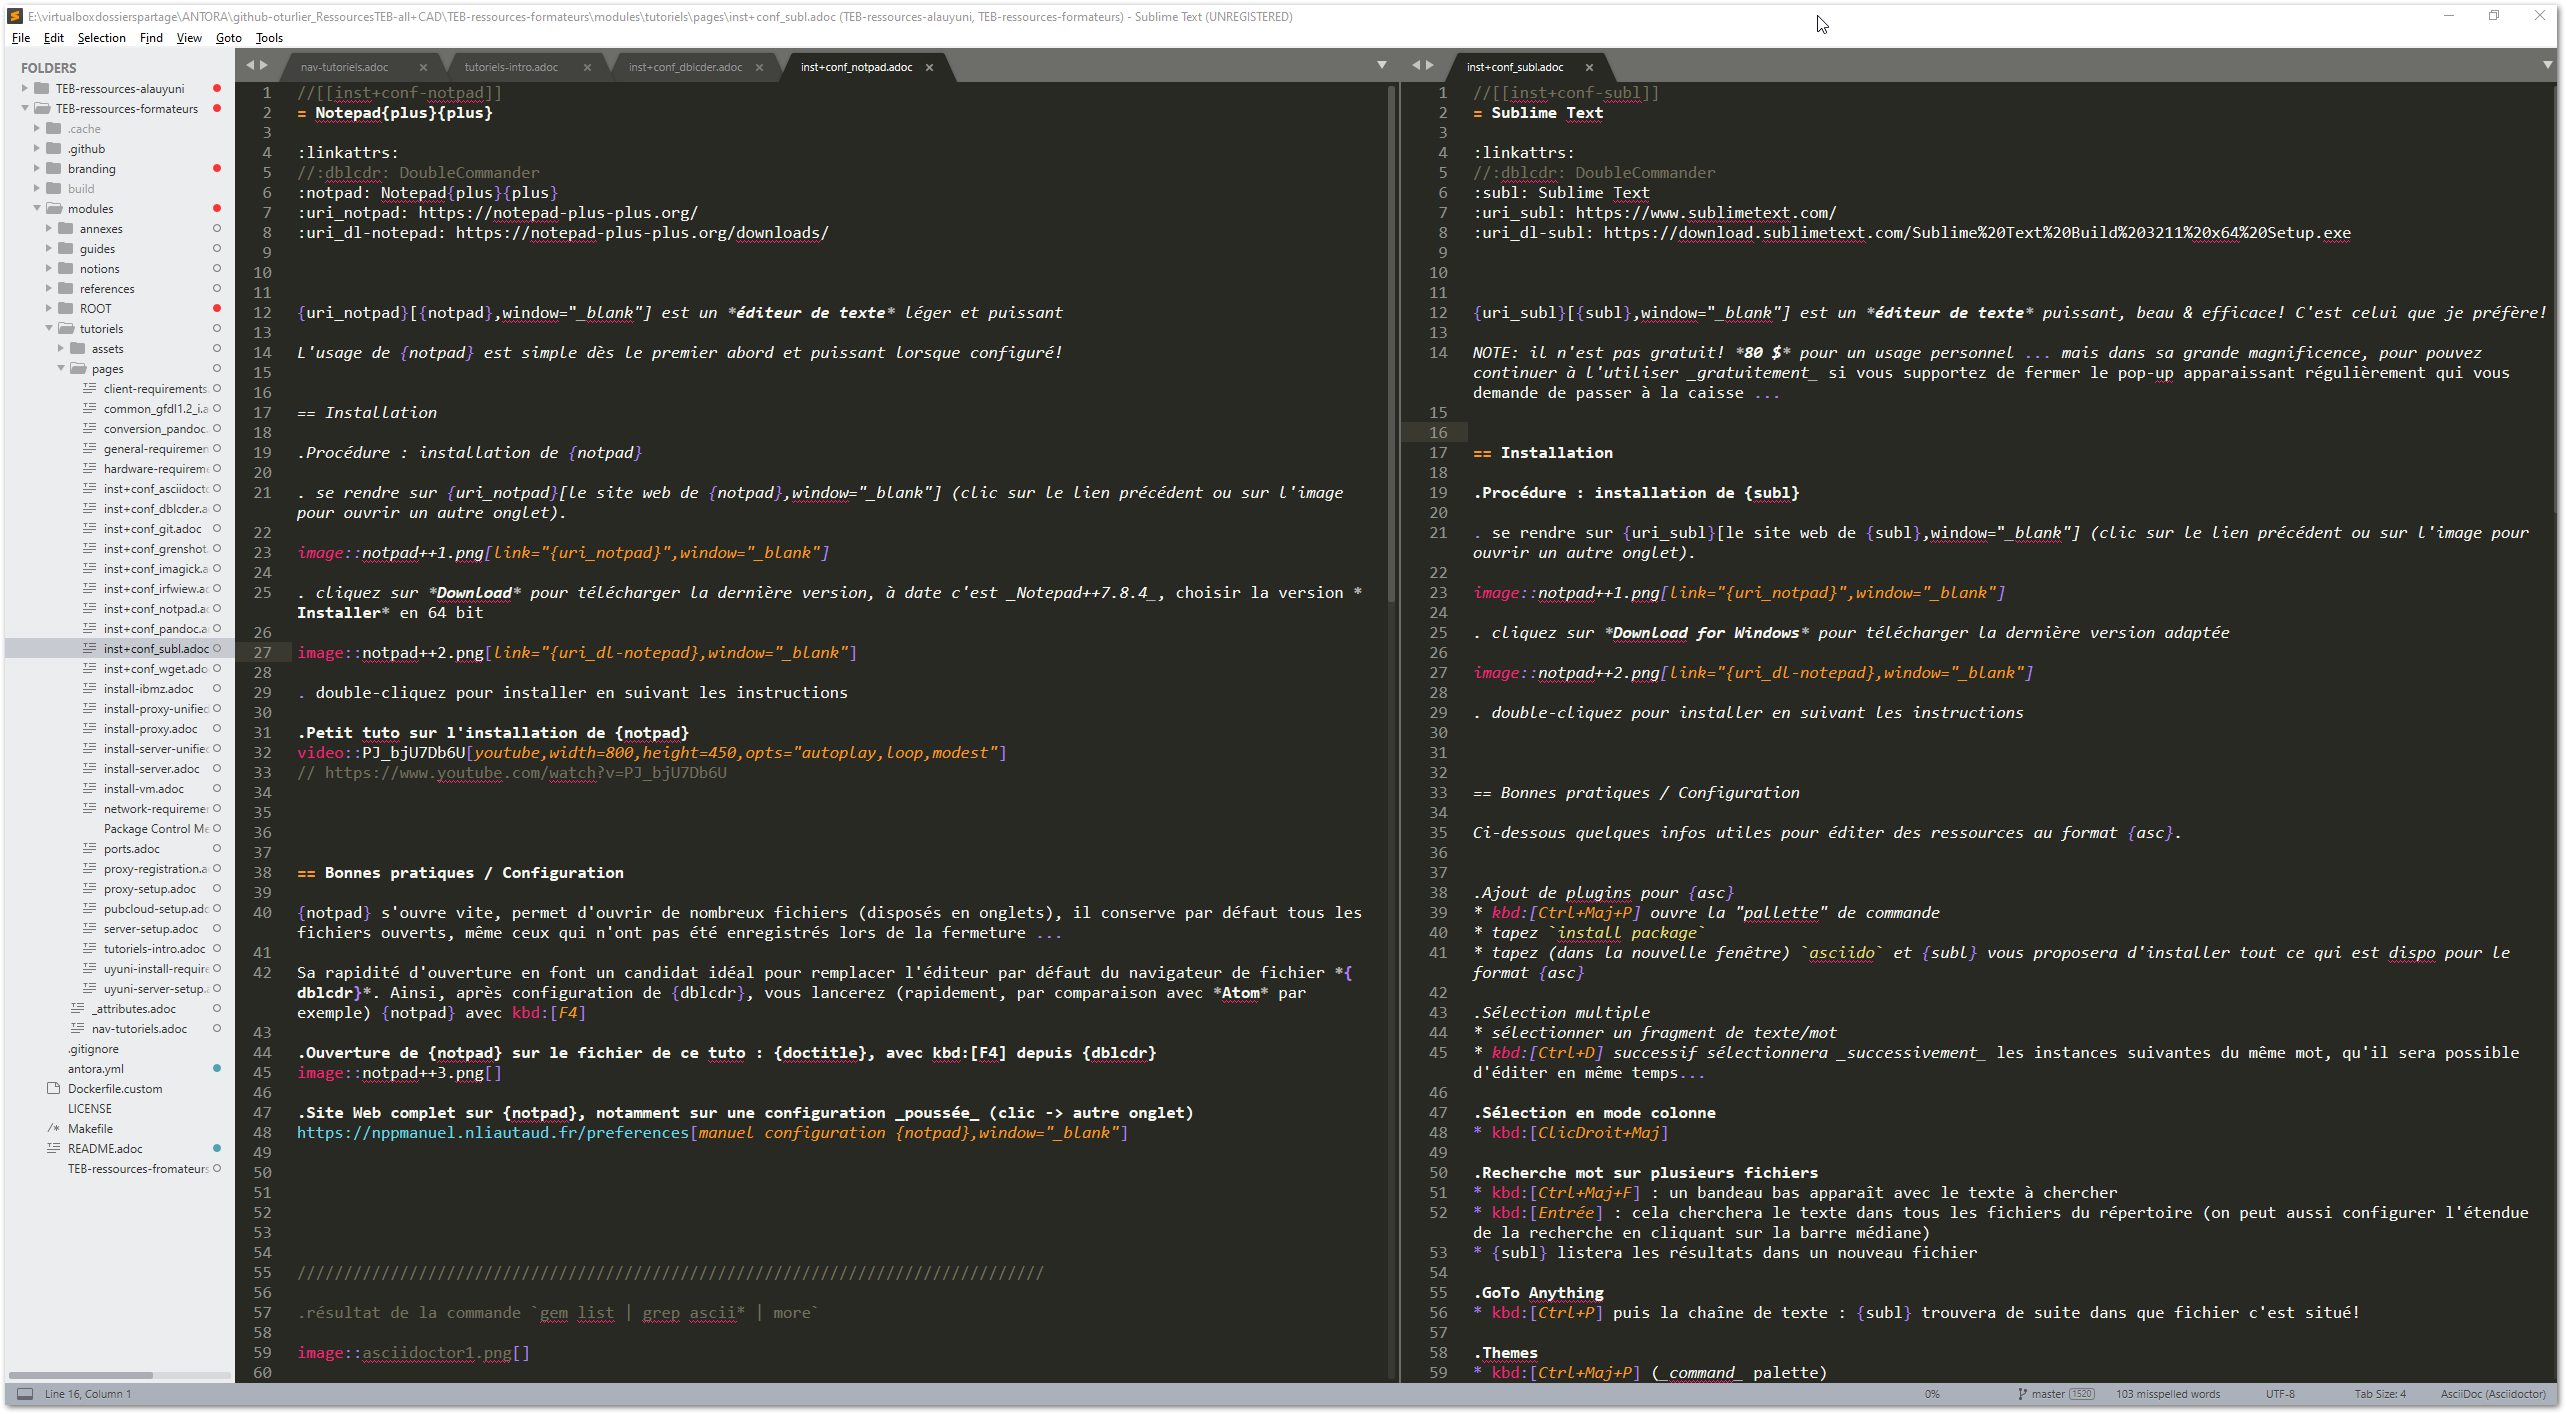 E:\virtualboxdossierspartage\ANTORA\github-oturlier_RessourcesTEB-all+CAD\TEB-ressources-formateurs\modules\tutoriels\pages\inst+conf_subl.adoc (TEB-ressources-alauyuni, TEB-ressources-formateurs) - Sublime Text (UNREGISTERED)
File Edit Selection Find View Goto Tools
FOLDERS
TEB-ressources-alauyuni
TEB-ressources-formateurs
.cache
.github
branding
build
modules
annexes
guides
notions
references
ROOT
tutoriels
assets
pages
client-requirements.
common_gfdl1.2_i.a
conversion_pandoc.
general-requiremen
hardware-requireme
inst+conf_asciidocto
inst+conf_dblcder.a
inst+conf_git.adoc
inst+conf_grenshot.
inst+conf_imagick.a
inst+conf_irfwiew.ac
inst+conf_notpad.ac
inst+conf_pandoc.a
inst+conf_subl.adoc
inst+conf_wget.ado
install-ibmz.adoc
install-proxy-unified
install-proxy.adoc
install-server-unified
install-server.adoc
install-vm.adoc
network-requiremen
Package Control Me
ports.adoc
proxy-registration.a
proxy-setup.adoc
pubcloud-setup.adc
server-setup.adoc
tutoriels-intro.adoc
uyuni-install-require
uyuni-server-setup.a
_attributes.adoc
nav-tutoriels.adoc
.gitignore
antora.yml
Dockerfile.custom
LICENSE
/* Makefile
README.adoc
TEB-ressources-fromateurs
nav-tutoriels.adoc × tutoriels-intro.adoc × inst+conf_dblcder.adoc × inst+conf_notpad.adoc ×
1 //[[inst+conf-notpad]]
2 = Notepad{plus}{plus}
3
4 :linkattrs:
5 //:dblcdr: DoubleCommander
6 :notpad: Notepad{plus}{plus}
7 :uri_notpad: https://notepad-plus-plus.org/
8 :uri_dl-notepad: https://notepad-plus-plus.org/downloads/
9
10
11
12 {uri_notpad}[{notpad},window="_blank"] est un *éditeur de texte* léger et puissant
13
14 L'usage de {notpad} est simple dès le premier abord et puissant lorsque configuré!
15
16
17 == Installation
18
19 .Procédure : installation de {notpad}
20
21 . se rendre sur {uri_notpad}[le site web de {notpad},window="_blank"] (clic sur le lien précédent ou sur l'image
pour ouvrir un autre onglet).
22
23 image::notpad++1.png[link="{uri_notpad}",window="_blank"]
24
25 . cliquez sur *Download* pour télécharger la dernière version, à date c'est _Notepad++7.8.4_, choisir la version *
Installer* en 64 bit
26
27 image::notpad++2.png[link="{uri_dl-notepad},window="_blank"]
28
29 . double-cliquez pour installer en suivant les instructions
30
31 .Petit tuto sur l'installation de {notpad}
32 video::PJ_bjU7Db6U[youtube,width=800,height=450,opts="autoplay,loop,modest"]
33 // https://www.youtube.com/watch?v=PJ_bjU7Db6U
34
35
36
37
38 == Bonnes pratiques / Configuration
39
40 {notpad} s'ouvre vite, permet d'ouvrir de nombreux fichiers (disposés en onglets), il conserve par défaut tous les
fichiers ouverts, même ceux qui n'ont pas été enregistrés lors de la fermeture ...
41
42 Sa rapidité d'ouverture en font un candidat idéal pour remplacer l'éditeur par défaut du navigateur de fichier *{
dblcdr}*. Ainsi, après configuration de {dblcdr}, vous lancerez (rapidement, par comparaison avec *Atom* par
exemple) {notpad} avec kbd:[F4]
43
44 .Ouverture de {notpad} sur le fichier de ce tuto : {doctitle}, avec kbd:[F4] depuis {dblcdr}
45 image::notpad++3.png[]
46
47 .Site Web complet sur {notpad}, notamment sur une configuration _poussée_ (clic -> autre onglet)
48 https://nppmanuel.nliautaud.fr/preferences[manuel configuration {notpad},window="_blank"]
49
50
51
52
53
54
55 ////////////////////////////////////////////////////////////////////////////////
56
57 .résultat de la commande `gem list | grep ascii* | more`
58
59 image::asciidoctor1.png[]
60
inst+conf_subl.adoc ×
1 //[[inst+conf-subl]]
2 = Sublime Text
3
4 :linkattrs:
5 //:dblcdr: DoubleCommander
6 :subl: Sublime Text
7 :uri_subl: https://www.sublimetext.com/
8 :uri_dl-subl: https://download.sublimetext.com/Sublime%20Text%20Build%203211%20x64%20Setup.exe
9
10
11
12 {uri_subl}[{subl},window="_blank"] est un *éditeur de texte* puissant, beau & efficace! C'est celui que je préfère!
13
14 NOTE: il n'est pas gratuit! *80 $* pour un usage personnel ... mais dans sa grande magnificence, pour pouvez
continuer à l'utiliser _gratuitement_ si vous supportez de fermer le pop-up apparaissant régulièrement qui vous
demande de passer à la caisse ...
15
16
17 == Installation
18
19 .Procédure : installation de {subl}
20
21 . se rendre sur {uri_subl}[le site web de {subl},window="_blank"] (clic sur le lien précédent ou sur l'image pour
ouvrir un autre onglet).
22
23 image::notpad++1.png[link="{uri_notpad}",window="_blank"]
24
25 . cliquez sur *Download for Windows* pour télécharger la dernière version adaptée
26
27 image::notpad++2.png[link="{uri_dl-notepad},window="_blank"]
28
29 . double-cliquez pour installer en suivant les instructions
30
31
32
33 == Bonnes pratiques / Configuration
34
35 Ci-dessous quelques infos utiles pour éditer des ressources au format {asc}.
36
37
38 .Ajout de plugins pour {asc}
39 * kbd:[Ctrl+Maj+P] ouvre la "pallette" de commande
40 * tapez `install package`
41 * tapez (dans la nouvelle fenêtre) `asciido` et {subl} vous proposera d'installer tout ce qui est dispo pour le
format {asc}
42
43 .Sélection multiple
44 * sélectionner un fragment de texte/mot
45 * kbd:[Ctrl+D] successif sélectionnera _successivement_ les instances suivantes du même mot, qu'il sera possible
d'éditer en même temps...
46
47 .Sélection en mode colonne
48 * kbd:[ClicDroit+Maj]
49
50 .Recherche mot sur plusieurs fichiers
51 * kbd:[Ctrl+Maj+F] : un bandeau bas apparaît avec le texte à chercher
52 * kbd:[Entrée] : cela cherchera le texte dans tous les fichiers du répertoire (on peut aussi configurer l'étendue
de la recherche en cliquant sur la barre médiane)
53 * {subl} listera les résultats dans un nouveau fichier
54
55 .GoTo Anything
56 * kbd:[Ctrl+P] puis la chaîne de texte : {subl} trouvera de suite dans que fichier c'est situé!
57
58 .Themes
59 * kbd:[Ctrl+Maj+P] (_command_ palette)
Line 16, Column 1 0% master 1520 103 misspelled words UTF-8 Tab Size: 4 AsciiDoc (Asciidoctor)